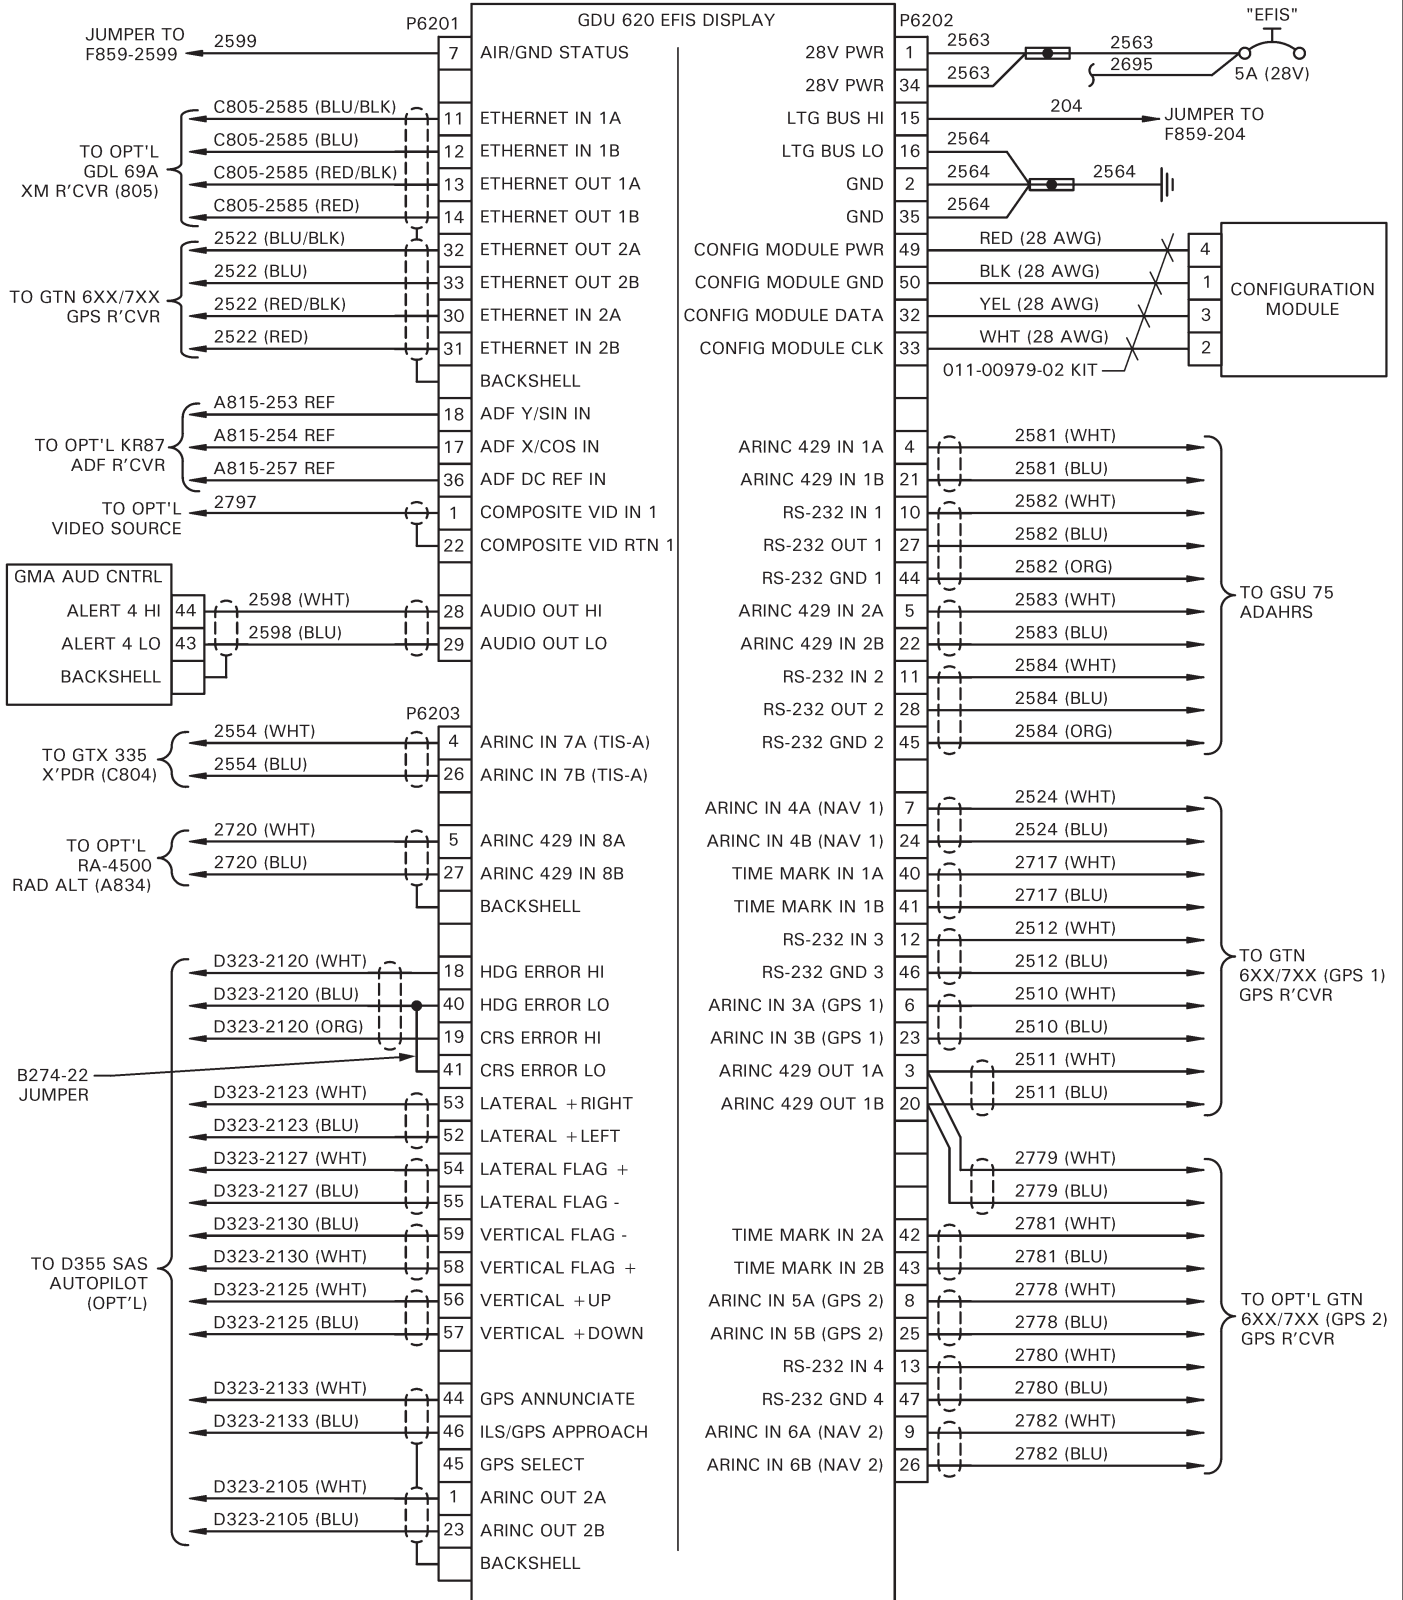 GDU 620 EFIS DISPLAY
P6201
JUMPER TO
F859-2599
2599
7 AIR/GND STATUS
TO OPT'L
GDL 69A
XM R'CVR (805)
C805-2585 (BLU/BLK) 11 ETHERNET IN 1A
C805-2585 (BLU) 12 ETHERNET IN 1B
C805-2585 (RED/BLK) 13 ETHERNET OUT 1A
C805-2585 (RED) 14 ETHERNET OUT 1B
TO GTN 6XX/7XX
GPS R'CVR
2522 (BLU/BLK) 32 ETHERNET OUT 2A
2522 (BLU) 33 ETHERNET OUT 2B
2522 (RED/BLK) 30 ETHERNET IN 2A
2522 (RED) 31 ETHERNET IN 2B
BACKSHELL
TO OPT'L KR87
ADF R'CVR
A815-253 REF 18 ADF Y/SIN IN
A815-254 REF 17 ADF X/COS IN
A815-257 REF 36 ADF DC REF IN
TO OPT'L
VIDEO SOURCE
2797 1 COMPOSITE VID IN 1
22 COMPOSITE VID RTN 1
GMA AUD CNTRL
ALERT 4 HI 44 2598 (WHT) 28 AUDIO OUT HI
ALERT 4 LO 43 2598 (BLU) 29 AUDIO OUT LO
BACKSHELL
P6203
TO GTX 335
X'PDR (C804)
2554 (WHT) 4 ARINC IN 7A (TIS-A)
2554 (BLU) 26 ARINC IN 7B (TIS-A)
TO OPT'L
RA-4500
RAD ALT (A834)
2720 (WHT) 5 ARINC 429 IN 8A
2720 (BLU) 27 ARINC 429 IN 8B
BACKSHELL
D323-2120 (WHT) 18 HDG ERROR HI
D323-2120 (BLU) 40 HDG ERROR LO
D323-2120 (ORG) 19 CRS ERROR HI
41 CRS ERROR LO
B274-22
JUMPER
D323-2123 (WHT) 53 LATERAL +RIGHT
D323-2123 (BLU) 52 LATERAL +LEFT
D323-2127 (WHT) 54 LATERAL FLAG +
D323-2127 (BLU) 55 LATERAL FLAG -
D323-2130 (BLU) 59 VERTICAL FLAG -
D323-2130 (WHT) 58 VERTICAL FLAG +
TO D355 SAS
AUTOPILOT
(OPT'L)
D323-2125 (WHT) 56 VERTICAL +UP
D323-2125 (BLU) 57 VERTICAL +DOWN
D323-2133 (WHT) 44 GPS ANNUNCIATE
D323-2133 (BLU) 46 ILS/GPS APPROACH
45 GPS SELECT
D323-2105 (WHT) 1 ARINC OUT 2A
D323-2105 (BLU) 23 ARINC OUT 2B
BACKSHELL
P6202
"EFIS"
28V PWR 1 2563 2563
28V PWR 34 2563 2695
5A (28V)
LTG BUS HI 15 204
JUMPER TO
F859-204
LTG BUS LO 16 2564
GND 2 2564 2564
GND 35 2564
CONFIG MODULE PWR 49 RED (28 AWG) 4
CONFIG MODULE GND 50 BLK (28 AWG) 1
CONFIG MODULE DATA 32 YEL (28 AWG) 3
CONFIG MODULE CLK 33 WHT (28 AWG) 2
CONFIGURATION
MODULE
011-00979-02 KIT
ARINC 429 IN 1A 4 2581 (WHT)
ARINC 429 IN 1B 21 2581 (BLU)
RS-232 IN 1 10 2582 (WHT)
RS-232 OUT 1 27 2582 (BLU)
RS-232 GND 1 44 2582 (ORG)
TO GSU 75
ADAHRS
ARINC 429 IN 2A 5 2583 (WHT)
ARINC 429 IN 2B 22 2583 (BLU)
RS-232 IN 2 11 2584 (WHT)
RS-232 OUT 2 28 2584 (BLU)
RS-232 GND 2 45 2584 (ORG)
ARINC IN 4A (NAV 1) 7 2524 (WHT)
ARINC IN 4B (NAV 1) 24 2524 (BLU)
TIME MARK IN 1A 40 2717 (WHT)
TIME MARK IN 1B 41 2717 (BLU)
RS-232 IN 3 12 2512 (WHT)
RS-232 GND 3 46 2512 (BLU)
TO GTN
6XX/7XX (GPS 1)
GPS R'CVR
ARINC IN 3A (GPS 1) 6 2510 (WHT)
ARINC IN 3B (GPS 1) 23 2510 (BLU)
ARINC 429 OUT 1A 3 2511 (WHT)
ARINC 429 OUT 1B 20 2511 (BLU)
2779 (WHT)
2779 (BLU)
TIME MARK IN 2A 42 2781 (WHT)
TIME MARK IN 2B 43 2781 (BLU)
ARINC IN 5A (GPS 2) 8 2778 (WHT)
ARINC IN 5B (GPS 2) 25 2778 (BLU)
TO OPT'L GTN
6XX/7XX (GPS 2)
GPS R'CVR
RS-232 IN 4 13 2780 (WHT)
RS-232 GND 4 47 2780 (BLU)
ARINC IN 6A (NAV 2) 9 2782 (WHT)
ARINC IN 6B (NAV 2) 26 2782 (BLU)